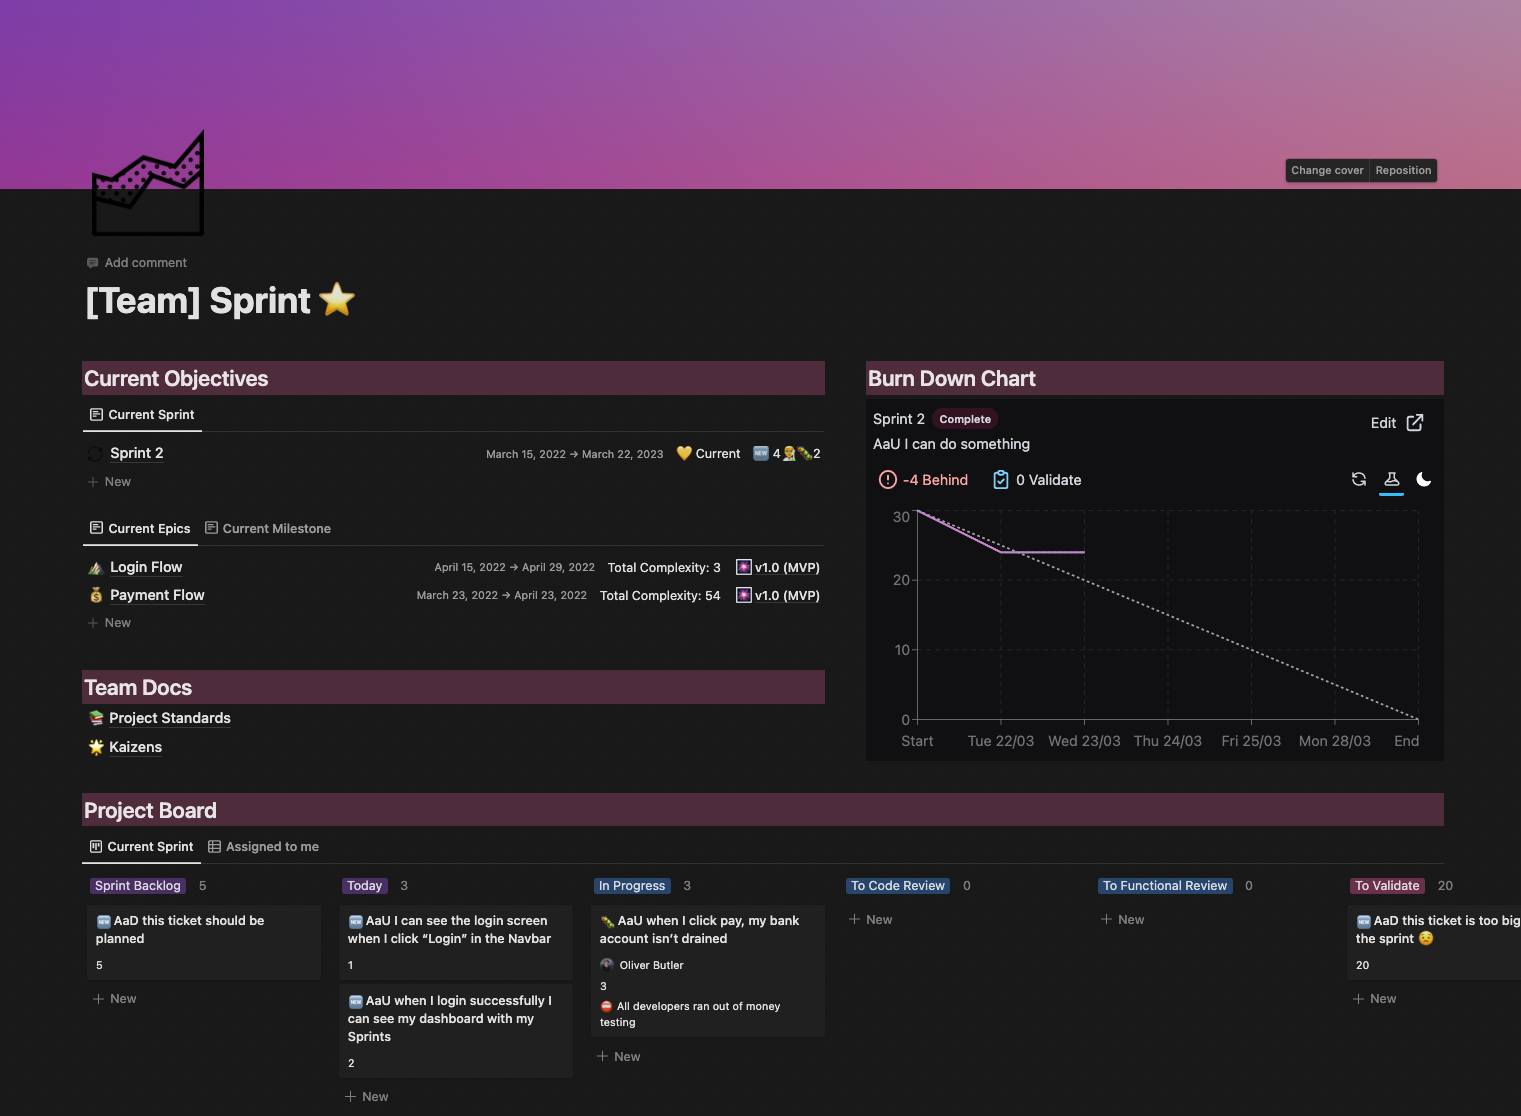 Change cover Reposition
Add comment
[Team] Sprint ⭐
Current Objectives
Current Sprint
Sprint 2 March 15, 2022 → March 22, 2023 💛 Current 🆕 4 👨‍⚕️🐛2
New
Current Epics Current Milestone
Login Flow April 15, 2022 → April 29, 2022 Total Complexity: 3 v1.0 (MVP)
Payment Flow March 23, 2022 → April 23, 2022 Total Complexity: 54 v1.0 (MVP)
New
Team Docs
Project Standards
Kaizens
Burn Down Chart
Sprint 2 Complete
Edit
AaU I can do something
-4 Behind 0 Validate
30
20
10
0
Start Tue 22/03 Wed 23/03 Thu 24/03 Fri 25/03 Mon 28/03 End
Project Board
Current Sprint Assigned to me
Sprint Backlog 5
🆕 AaD this ticket should be
planned
5
New
Today 3
🆕 AaU I can see the login screen
when I click “Login” in the Navbar
1
🆕 AaU when I login successfully I
can see my dashboard with my
Sprints
2
New
In Progress 3
🐛 AaU when I click pay, my bank
account isn’t drained
Oliver Butler
3
⛔ All developers ran out of money
testing
New
To Code Review 0
New
To Functional Review 0
New
To Validate 20
🆕 AaD this ticket is too big
the sprint 😟
20
New